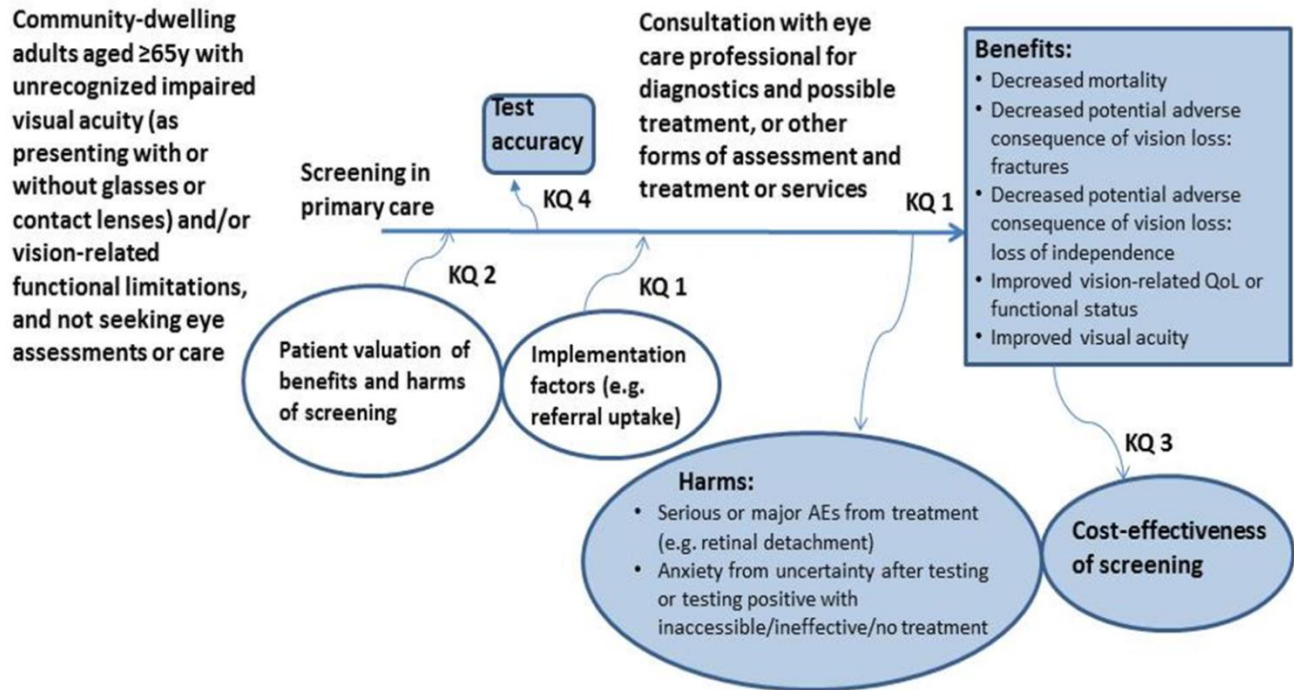 Community-dwelling
adults aged ≥65y with
unrecognized impaired
visual acuity (as
presenting with or
without glasses or
contact lenses) and/or
vision-related
functional limitations,
and not seeking eye
assessments or care
Screening in
primary care
Test
accuracy
KQ 4
Consultation with eye
care professional for
diagnostics and possible
treatment, or other
forms of assessment and
treatment or services
KQ 1
Benefits:
• Decreased mortality
• Decreased potential adverse
consequence of vision loss:
fractures
• Decreased potential adverse
consequence of vision loss:
loss of independence
• Improved vision-related QoL or
functional status
• Improved visual acuity
KQ 2
Patient valuation of
benefits and harms
of screening
KQ 1
Implementation
factors (e.g.
referral uptake)
Harms:
• Serious or major AEs from treatment
(e.g. retinal detachment)
• Anxiety from uncertainty after testing
or testing positive with
inaccessible/ineffective/no treatment
KQ 3
Cost-effectiveness
of screening